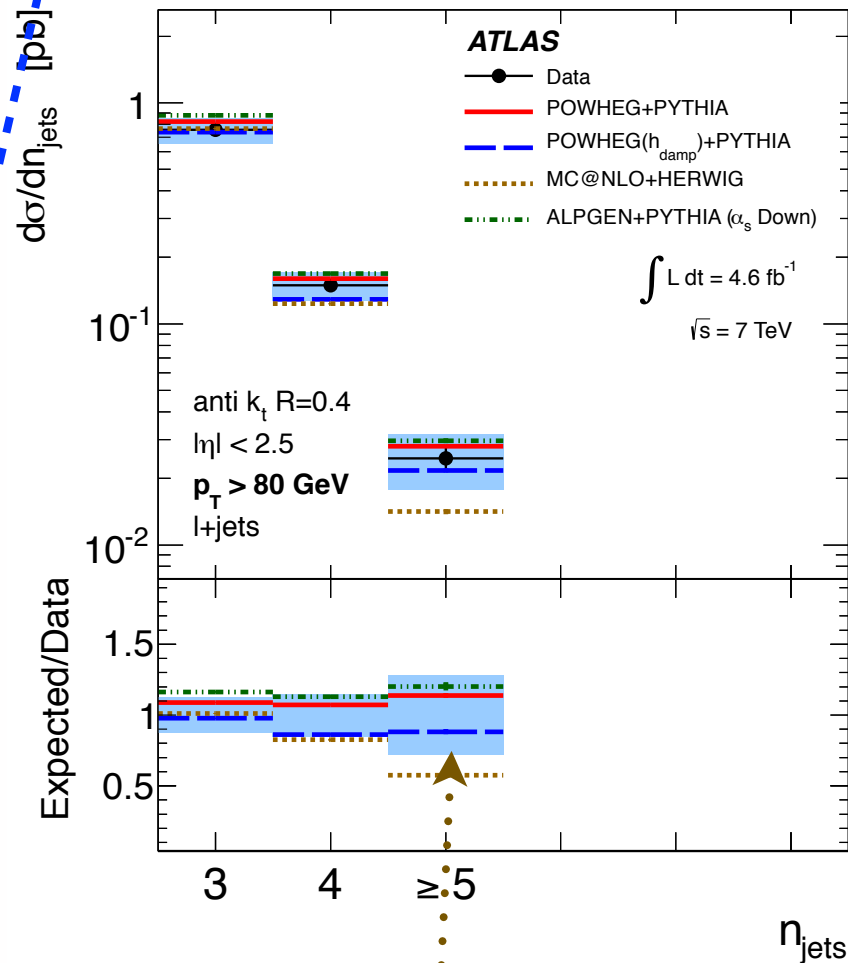 dσ/dn_jets [pb]
ATLAS
Data
POWHEG+PYTHIA
POWHEG(h_damp)+PYTHIA
MC@NLO+HERWIG
ALPGEN+PYTHIA (α_s Down)
∫ L dt = 4.6 fb^-1
√s = 7 TeV
1
10^-1
10^-2
anti k_t R=0.4
|η| < 2.5
p_T > 80 GeV
l+jets
Expected/Data
1.5
1
0.5
3 4 ≥ 5
n_jets